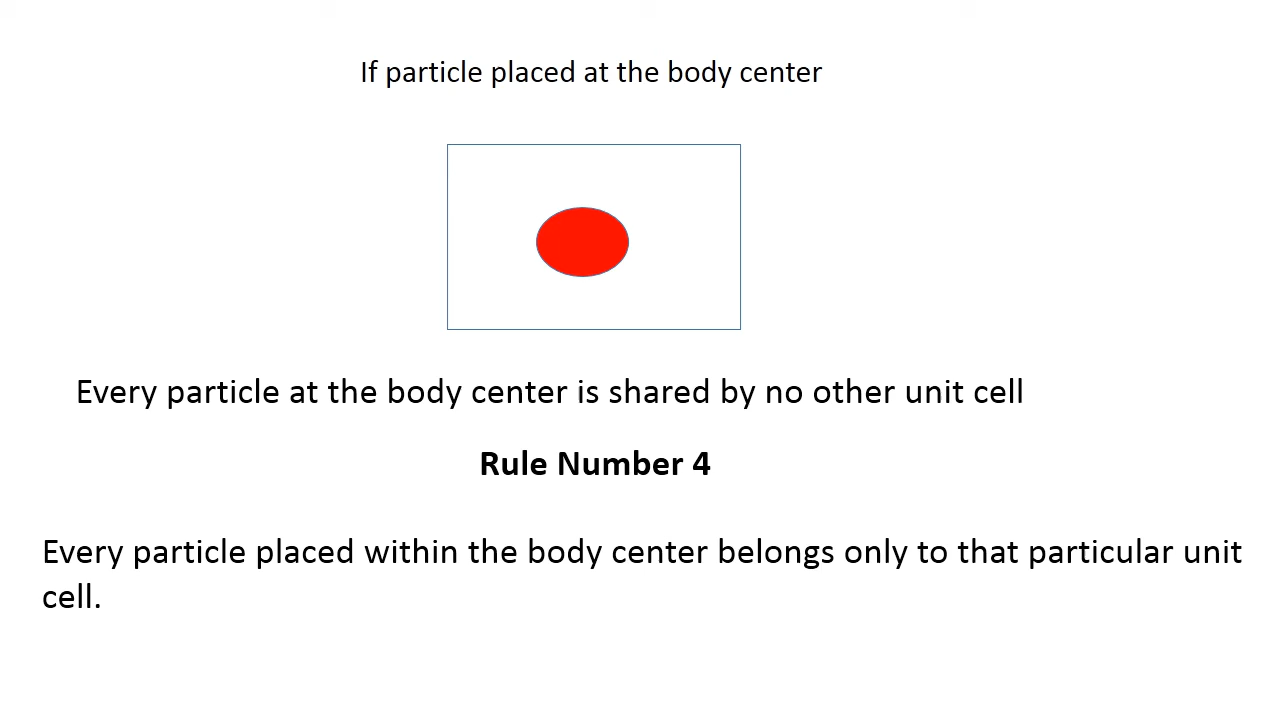 If particle placed at the body center
Every particle at the body center is shared by no other unit cell
Rule Number 4
Every particle placed within the body center belongs only to that particular unit
cell.